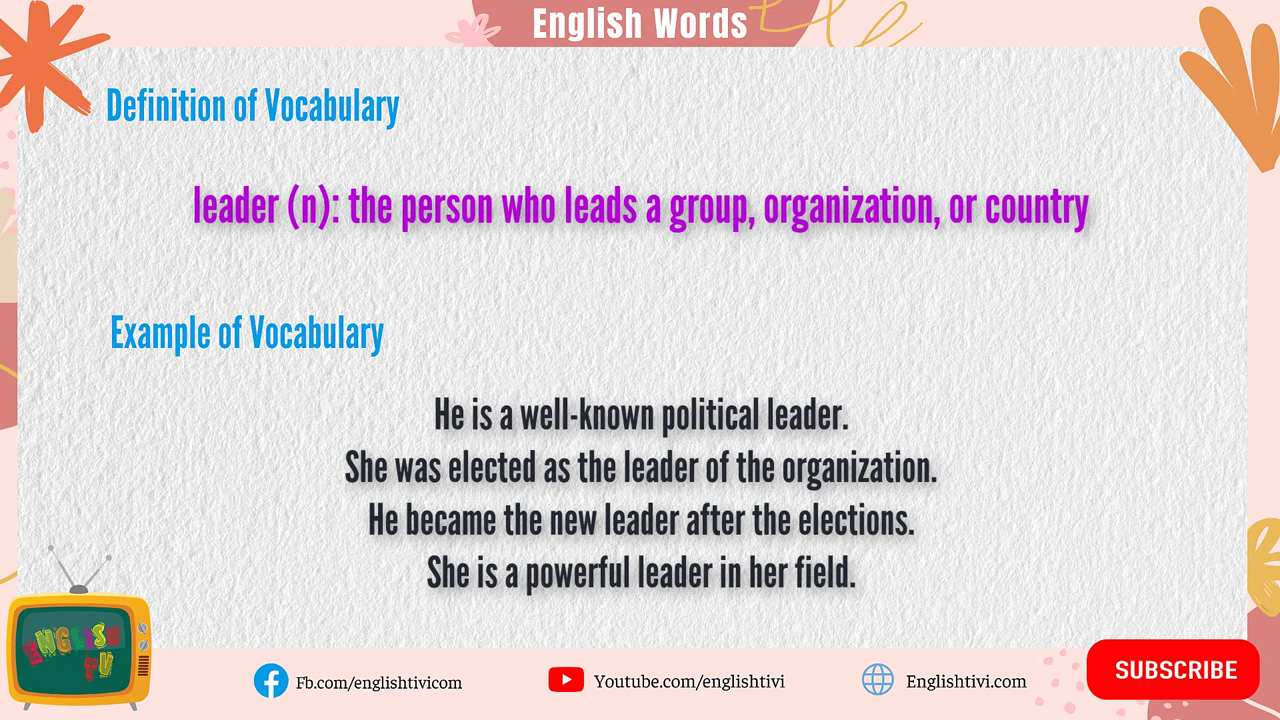 English Words
Definition of Vocabulary
leader (n): the person who leads a group, organization, or country
Example of Vocabulary
He is a well-known political leader.
She was elected as the leader of the organization.
He became the new leader after the elections.
She is a powerful leader in her field.
ENGLISH
TV
Fb.com/englishtivicom
Youtube.com/englishtivi
Englishtivi.com
SUBSCRIBE